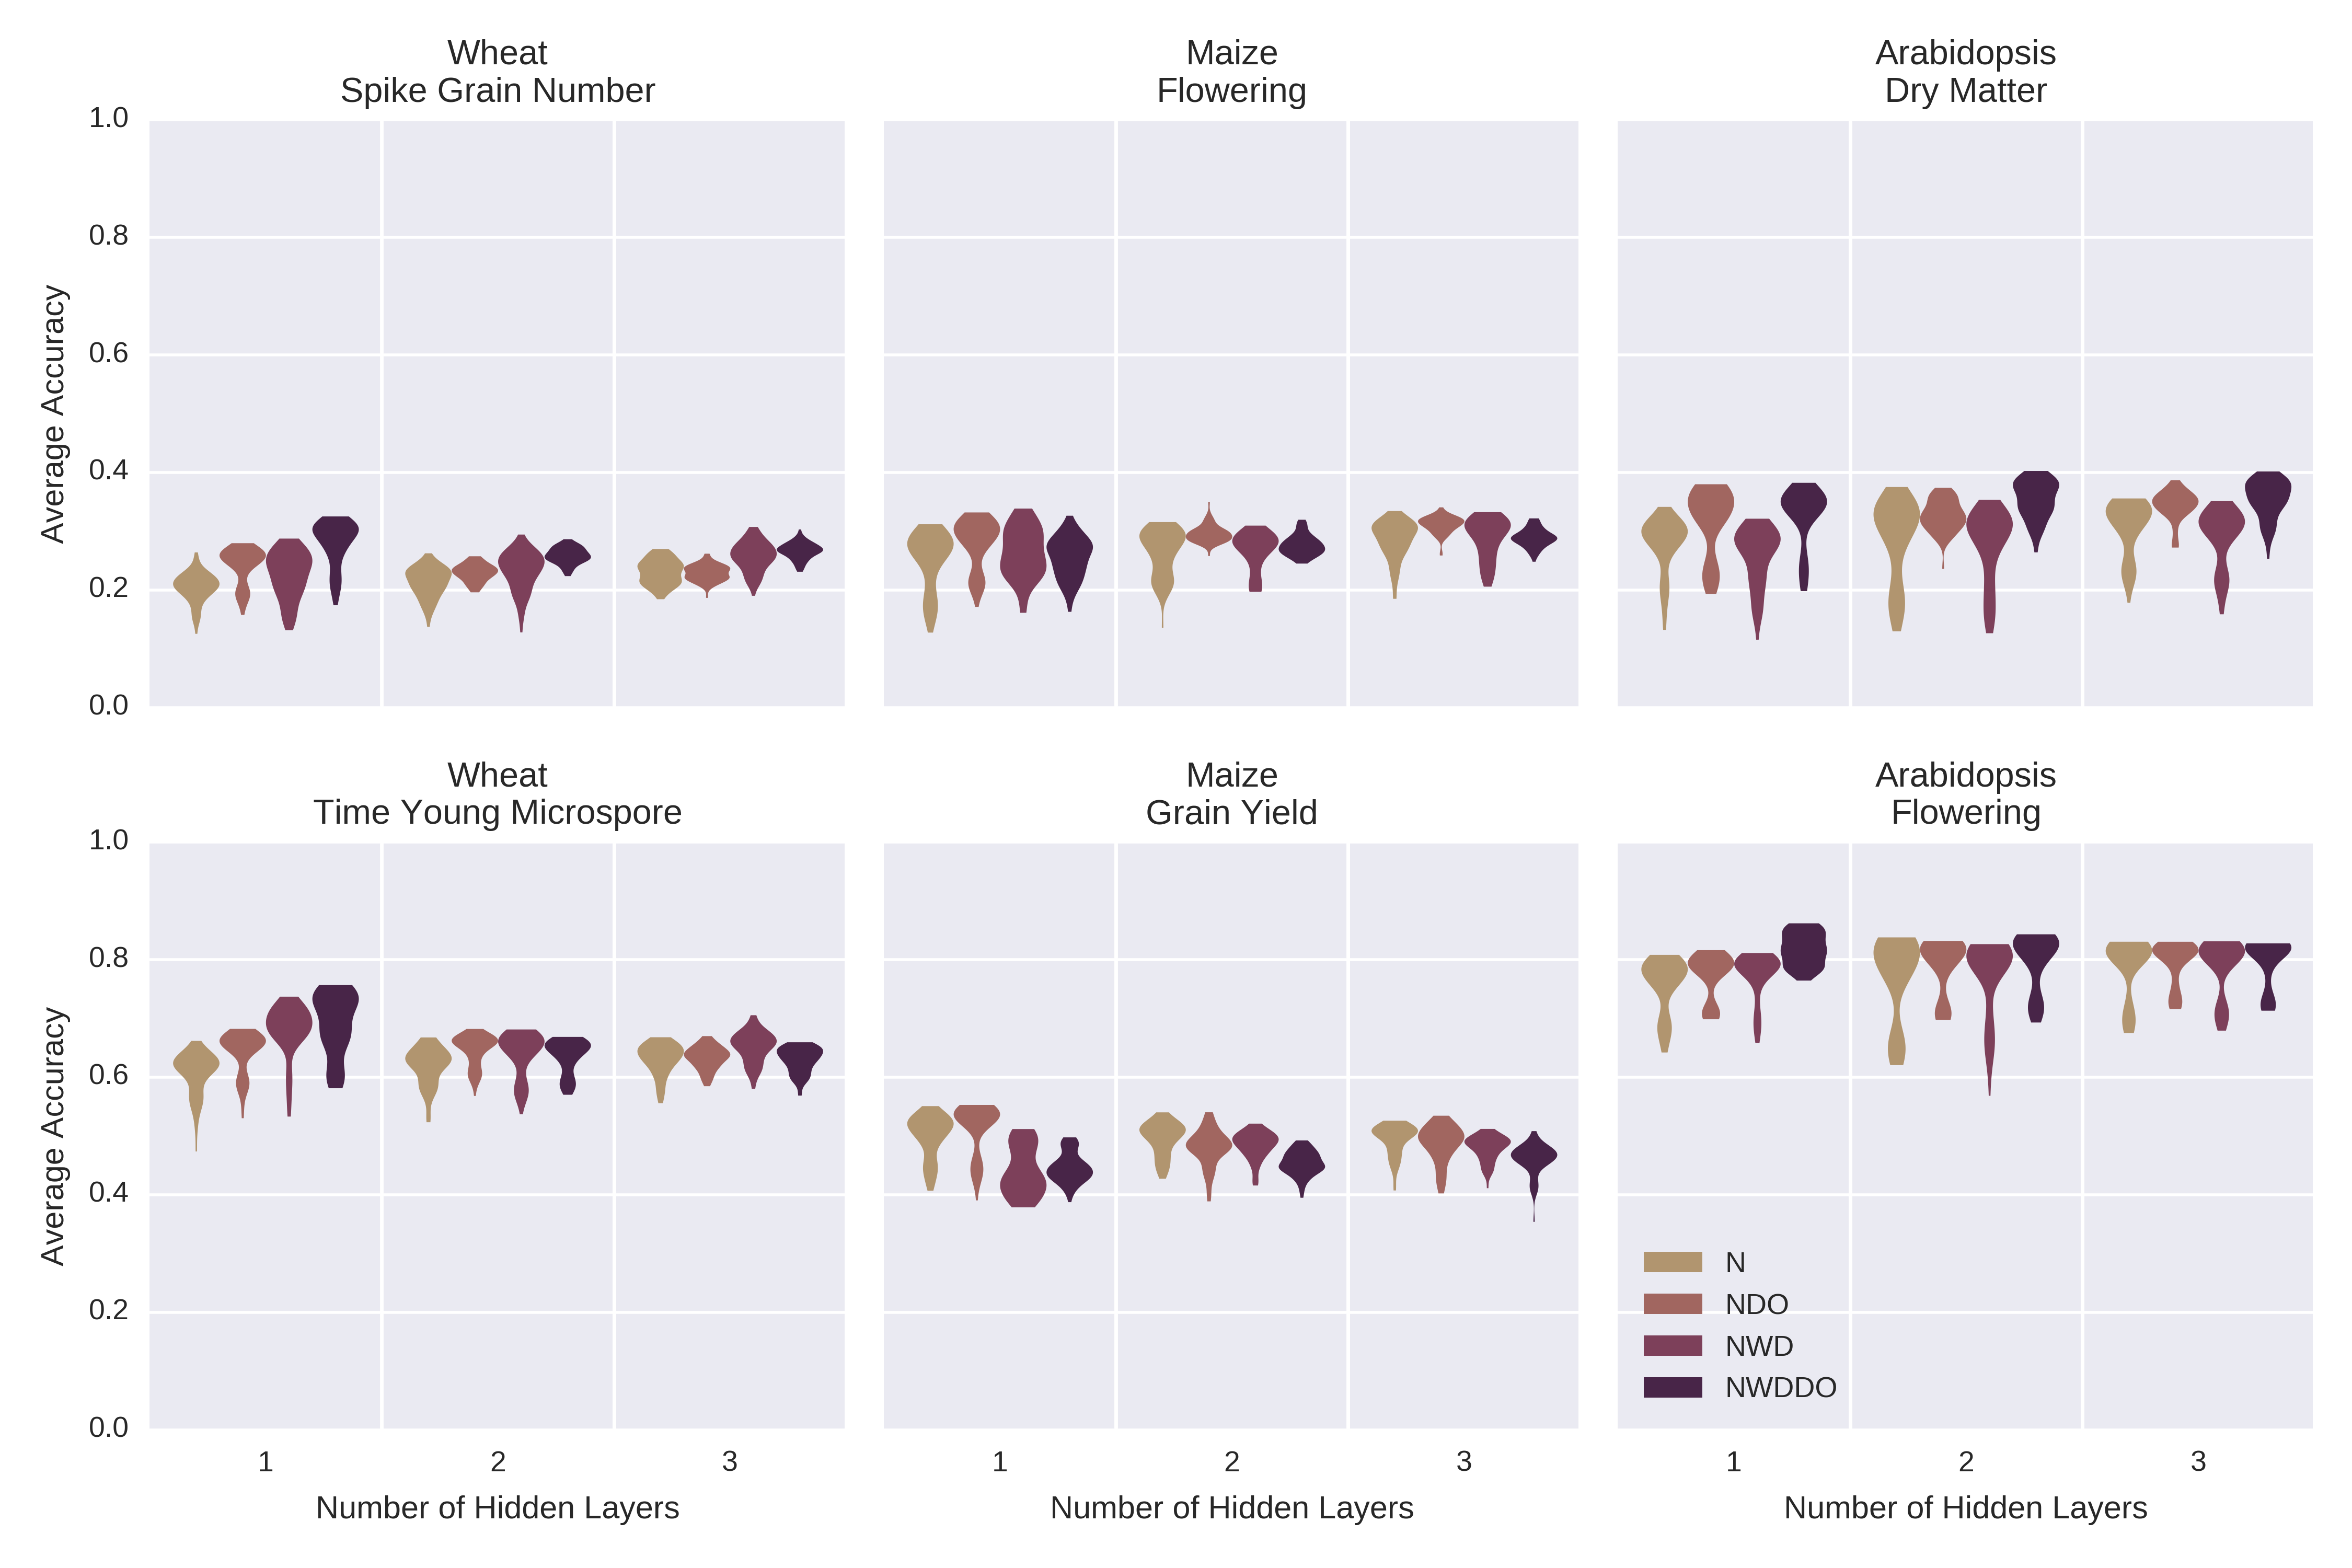 Wheat
Spike Grain Number
Maize
Flowering
Arabidopsis
Dry Matter
1.0
0.8
0.6
0.4
0.2
0.0
Average Accuracy
Wheat
Time Young Microspore
Maize
Grain Yield
Arabidopsis
Flowering
1.0
0.8
0.6
0.4
0.2
0.0
Average Accuracy
N
NDO
NWD
NWDDO
1 2 3
1 2 3
1 2 3
Number of Hidden Layers
Number of Hidden Layers
Number of Hidden Layers